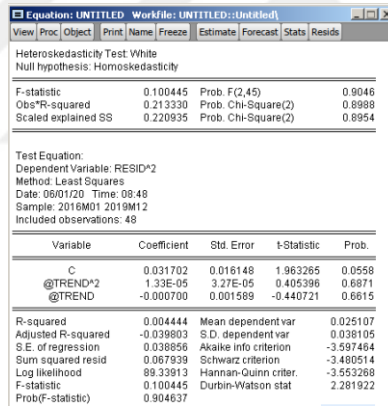 Equation: UNTITLED Workfile: UNTITLED::Untitled\
View Proc Object Print Name Freeze Estimate Forecast Stats Resids
Heteroskedasticity Test: White
Null hypothesis: Homoskedasticity
F-statistic 0.100445 Prob. F(2,45) 0.9046
Obs*R-squared 0.213330 Prob. Chi-Square(2) 0.8988
Scaled explained SS 0.220935 Prob. Chi-Square(2) 0.8954
Test Equation:
Dependent Variable: RESID^2
Method: Least Squares
Date: 06/01/20 Time: 08:48
Sample: 2016M01 2019M12
Included observations: 48
Variable Coefficient Std. Error t-Statistic Prob.
C 0.031702 0.016148 1.963265 0.0558
@TREND^2 1.33E-05 3.27E-05 0.405396 0.6871
@TREND -0.000700 0.001589 -0.440721 0.6615
R-squared 0.004444 Mean dependent var 0.025107
Adjusted R-squared -0.039803 S.D. dependent var 0.038105
S.E. of regression 0.038856 Akaike info criterion -3.597464
Sum squared resid 0.067939 Schwarz criterion -3.480514
Log likelihood 89.33913 Hannan-Quinn criter. -3.553268
F-statistic 0.100445 Durbin-Watson stat 2.281922
Prob(F-statistic) 0.904637